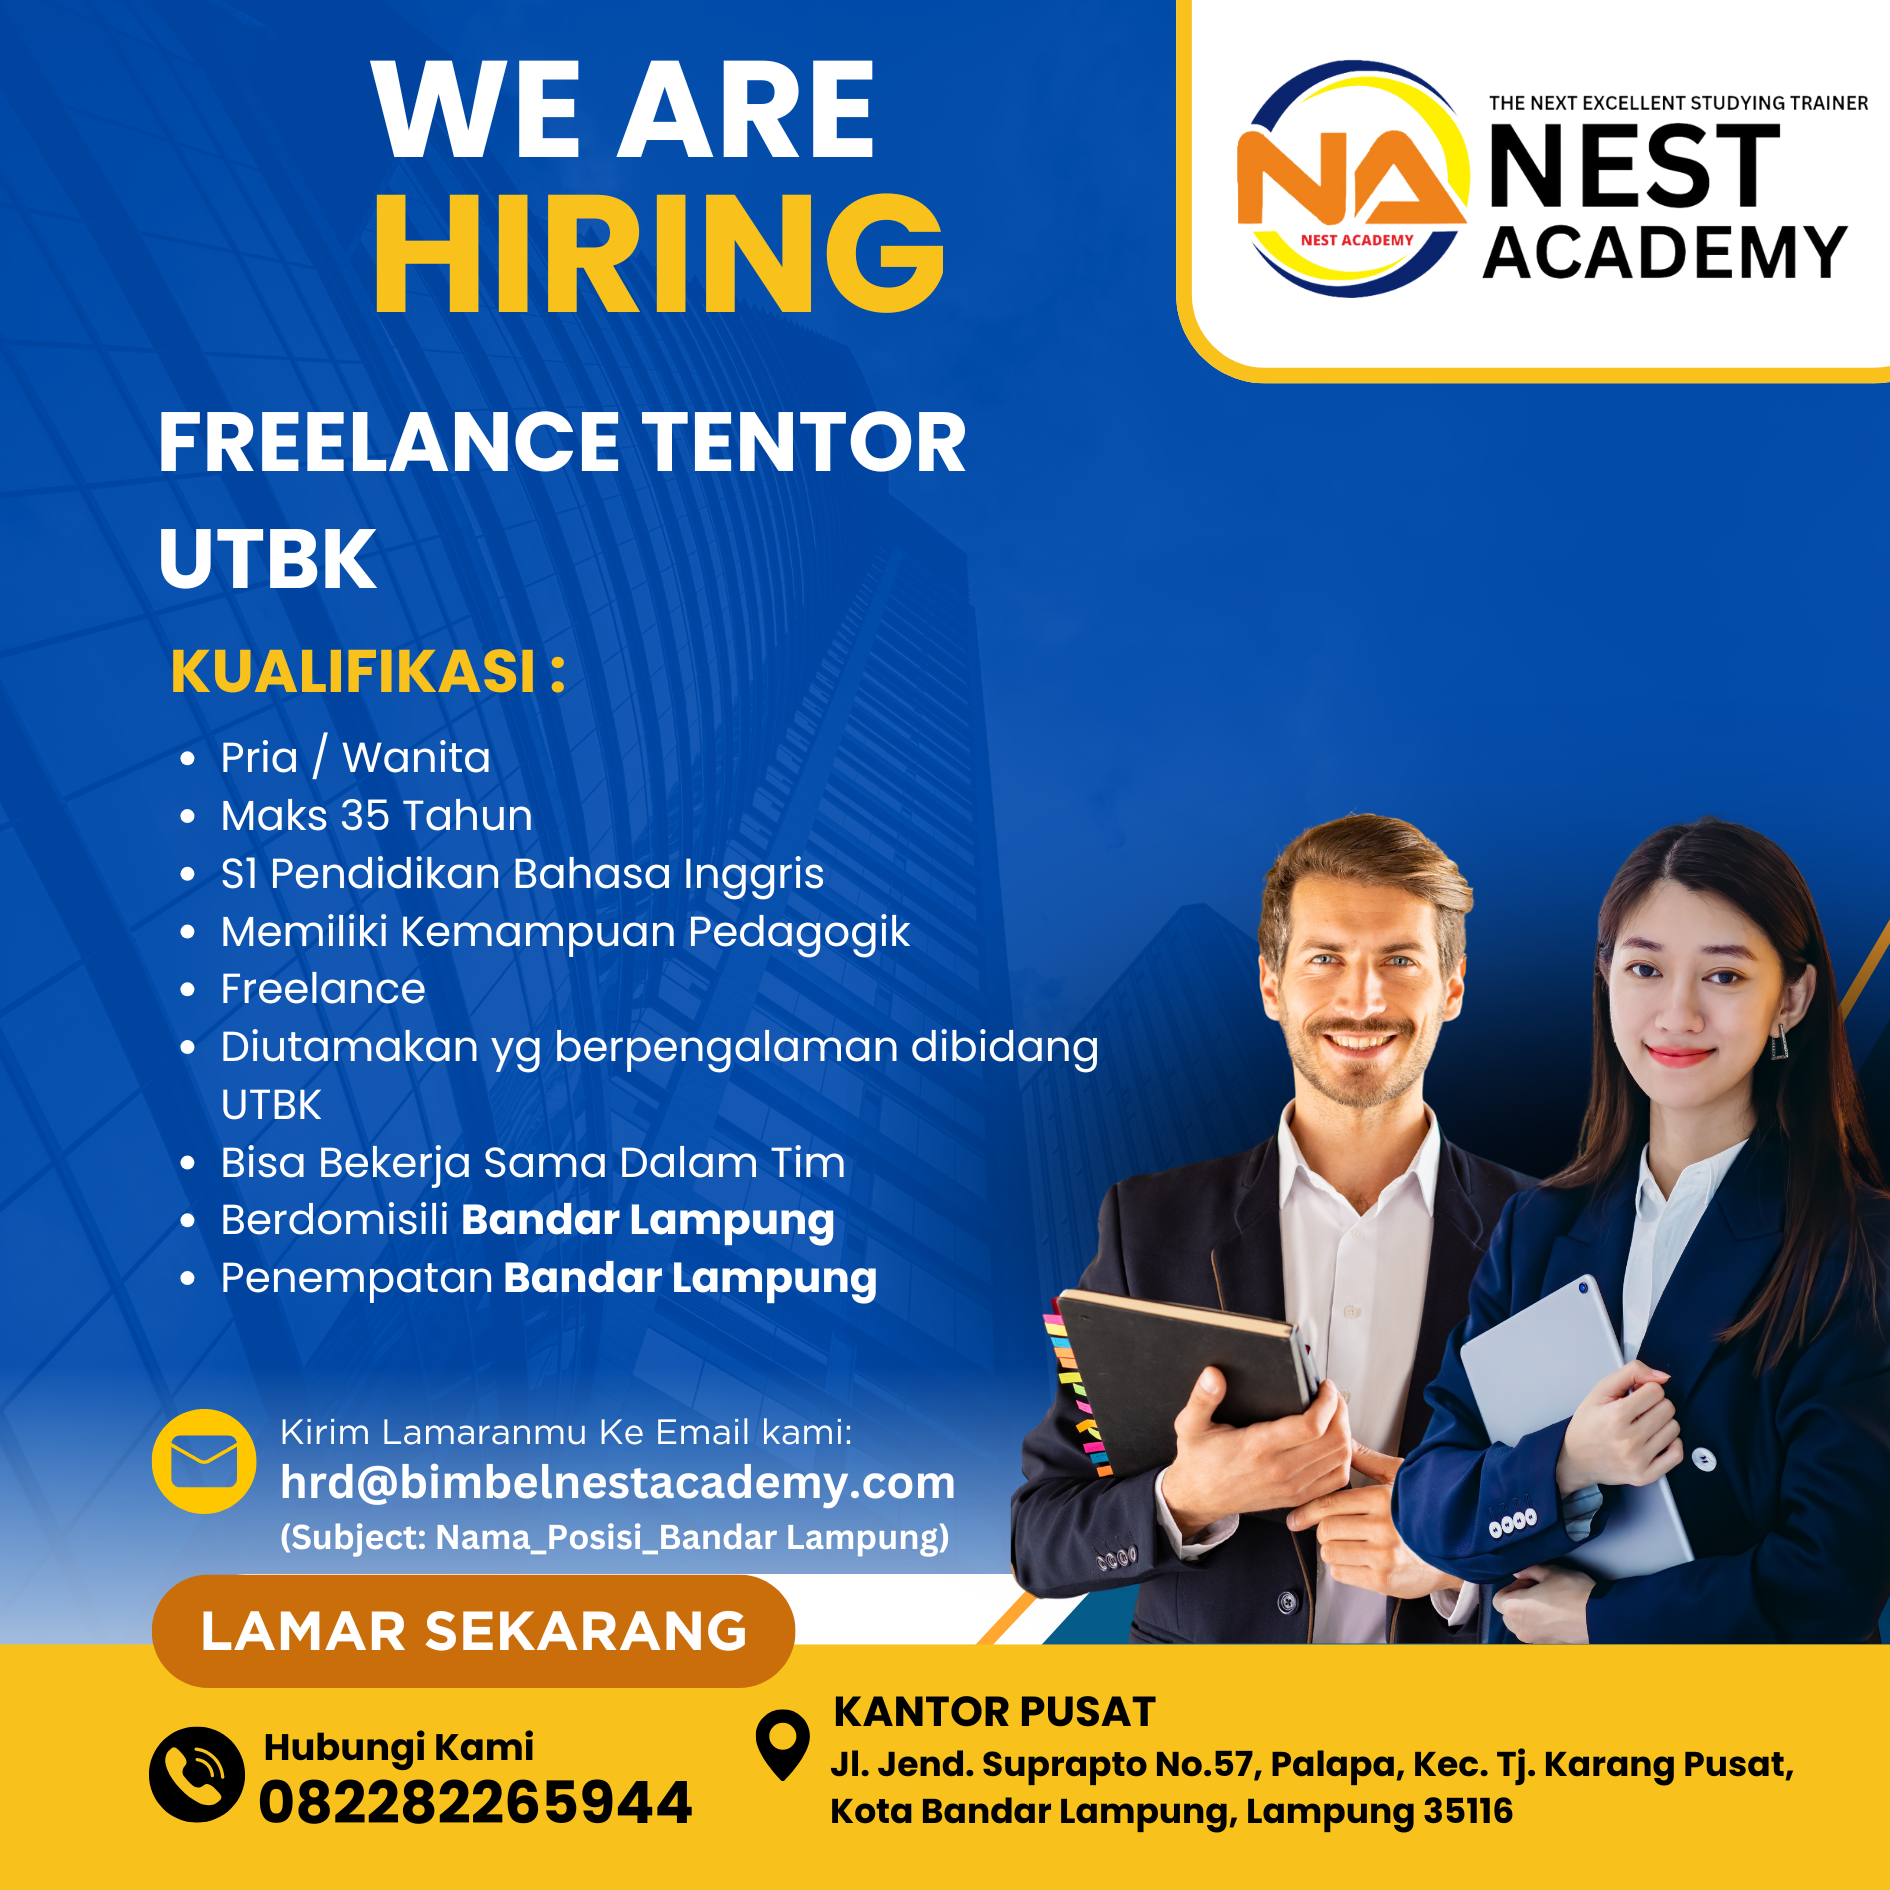 WE ARE
HIRING
THE NEXT EXCELLENT STUDYING TRAINER
NEST
ACADEMY
NA
NEST ACADEMY
FREELANCE TENTOR
UTBK
KUALIFIKASI :
• Pria / Wanita
• Maks 35 Tahun
• S1 Pendidikan Bahasa Inggris
• Memiliki Kemampuan Pedagogik
• Freelance
• Diutamakan yg berpengalaman dibidang
UTBK
• Bisa Bekerja Sama Dalam Tim
• Berdomisili Bandar Lampung
• Penempatan Bandar Lampung
Kirim Lamaranmu Ke Email kami:
hrd@bimbelnestacademy.com
(Subject: Nama_Posisi_Bandar Lampung)
LAMAR SEKARANG
Hubungi Kami
082282265944
KANTOR PUSAT
Jl. Jend. Suprapto No.57, Palapa, Kec. Tj. Karang Pusat,
Kota Bandar Lampung, Lampung 35116